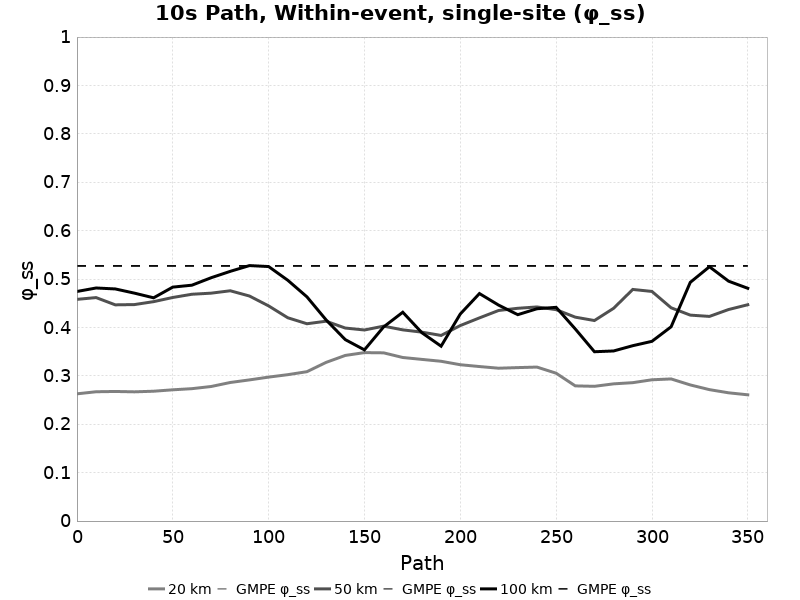 10s Path, Within-event, single-site (φ_ss)
1
0.9
0.8
0.7
0.6
0.5
0.4
0.3
0.2
0.1
0
φ_ss
0 50 100 150 200 250 300 350
Path
20 km GMPE φ_ss 50 km GMPE φ_ss 100 km GMPE φ_ss